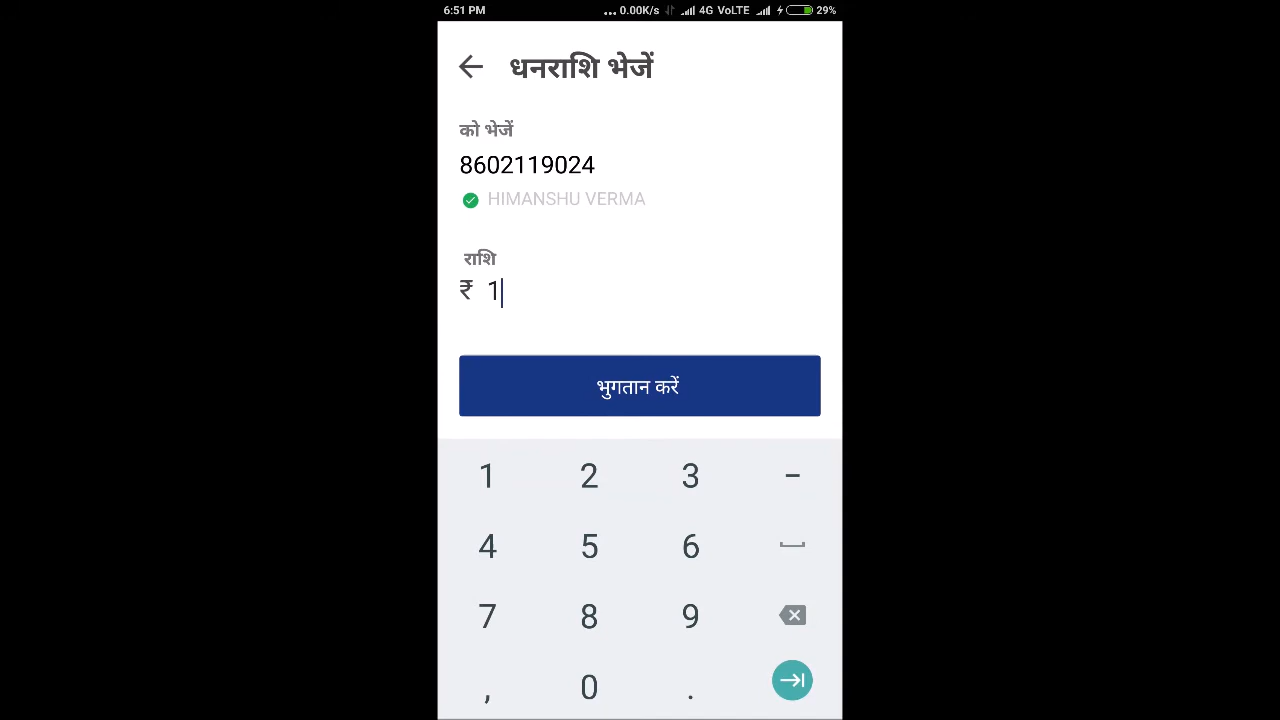 6:51 PM ... 0.00K/s 4G VoLTE 29%
धनराशि भेजें
को भेजें
8602119024
HIMANSHU VERMA
राशि
₹ 1
भुगतान करें
1 2 3 -
4 5 6
7 8 9
, 0 .